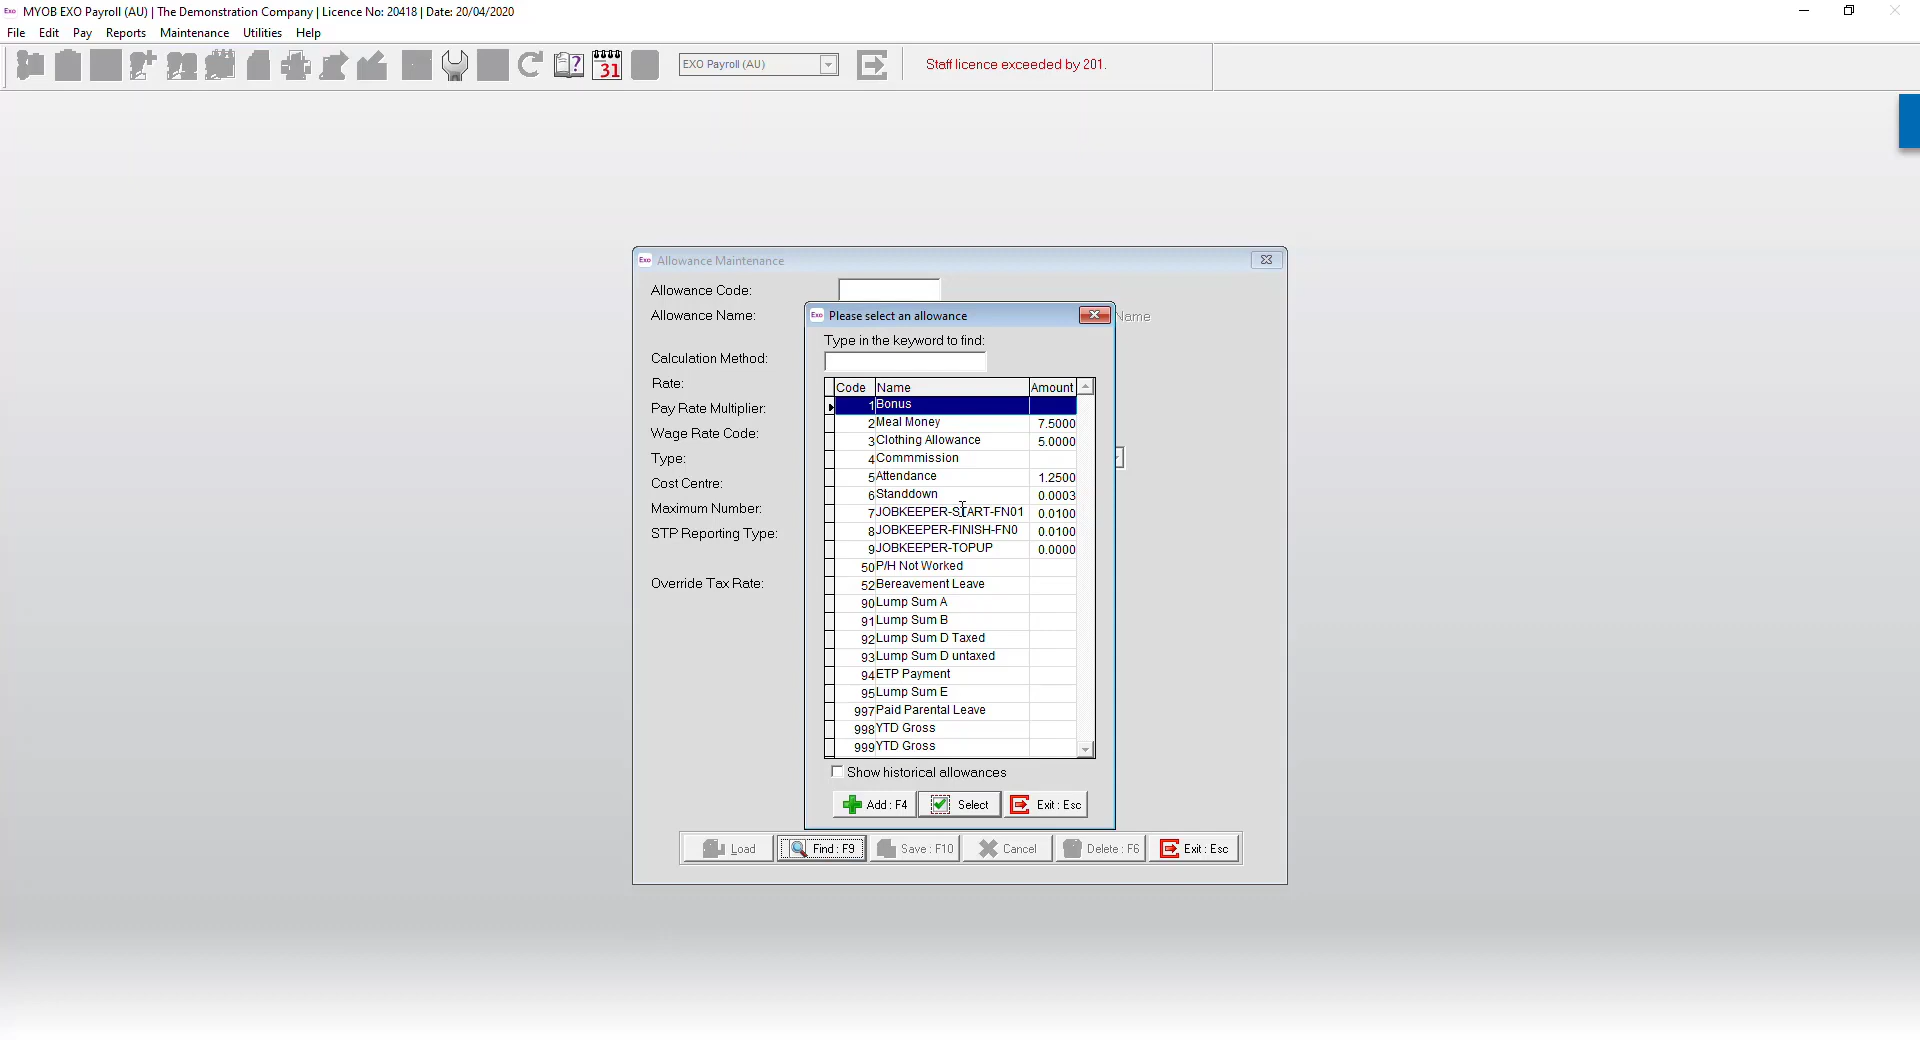 Exo MYOB EXO Payroll (AU) | The Demonstration Company | Licence No: 20418 | Date: 20/04/2020
File Edit Pay Reports Maintenance Utilities Help
31 EXO Payroll (AU) Staff licence exceeded by 201.
Exo Allowance Maintenance
Allowance Code:
Allowance Name:
Name
Calculation Method:
Rate:
Pay Rate Multiplier:
Wage Rate Code:
Type:
Cost Centre:
Maximum Number:
STP Reporting Type:
Override Tax Rate:
Exo Please select an allowance
Type in the keyword to find:
Code Name Amount
1 Bonus
2 Meal Money 7.5000
3 Clothing Allowance 5.0000
4 Commmission
5 Attendance 1.2500
6 Standdown 0.0003
7 JOBKEEPER-START-FN01 0.0100
8 JOBKEEPER-FINISH-FN0 0.0100
9 JOBKEEPER-TOPUP 0.0000
50 P/H Not Worked
52 Bereavement Leave
90 Lump Sum A
91 Lump Sum B
92 Lump Sum D Taxed
93 Lump Sum D untaxed
94 ETP Payment
95 Lump Sum E
997 Paid Parental Leave
998 YTD Gross
999 YTD Gross
Show historical allowances
Add : F4 Select Exit : Esc
Load Find : F9 Save : F10 Cancel Delete : F6 Exit : Esc